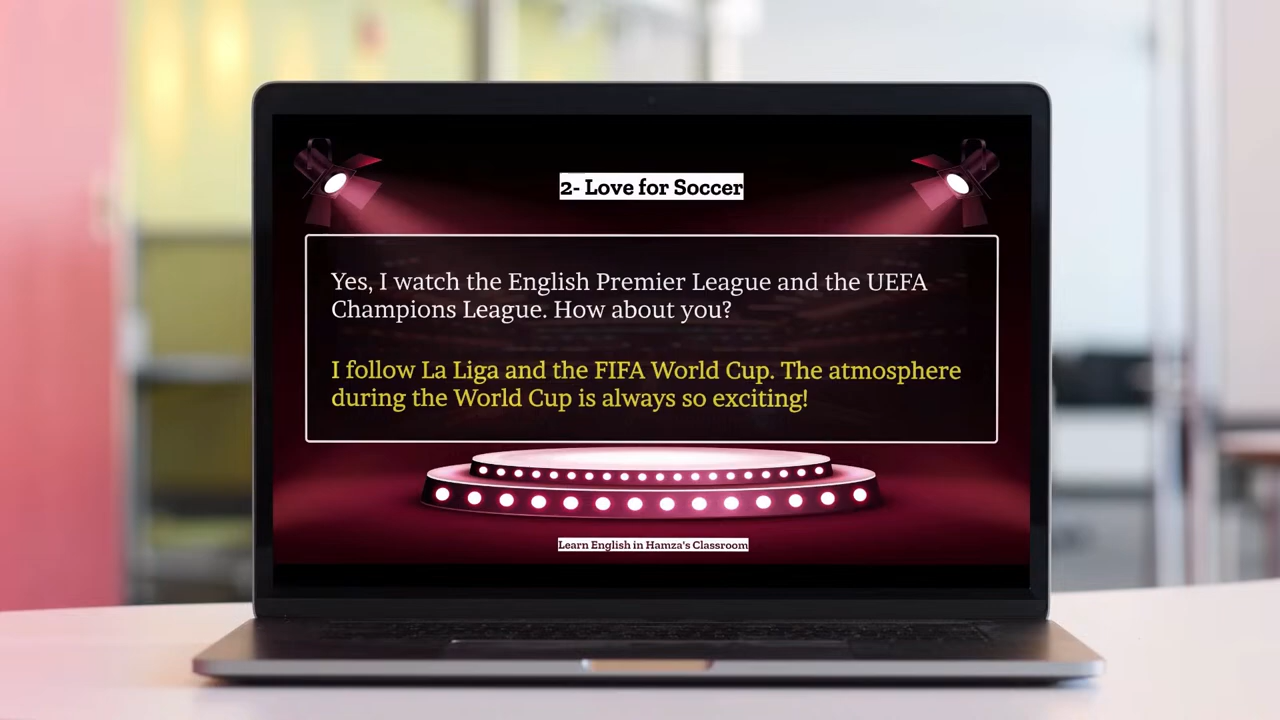 2- Love for Soccer
Yes, I watch the English Premier League and the UEFA
Champions League. How about you?
I follow La Liga and the FIFA World Cup. The atmosphere
during the World Cup is always so exciting!
Learn English in Hamza's Classroom